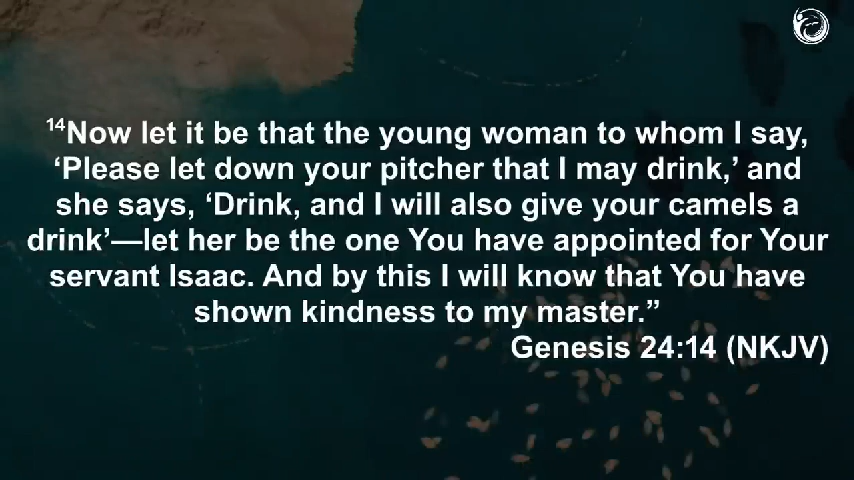 ¹⁴Now let it be that the young woman to whom I say,
‘Please let down your pitcher that I may drink,’ and
she says, ‘Drink, and I will also give your camels a
drink’—let her be the one You have appointed for Your
servant Isaac. And by this I will know that You have
shown kindness to my master.”
Genesis 24:14 (NKJV)